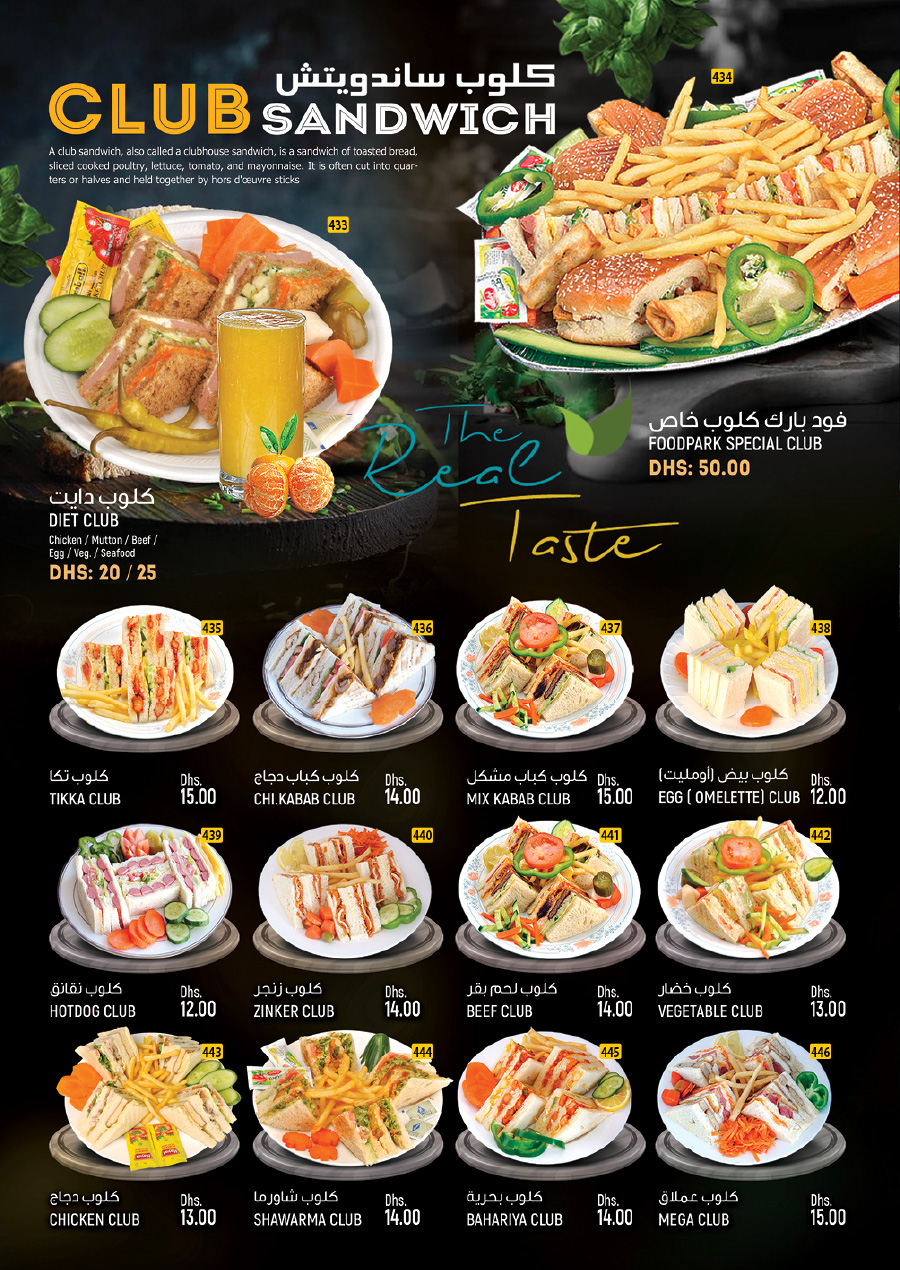 كلوب ساندويتش
CLUB SANDWICH
A club sandwich, also called a clubhouse sandwich, is a sandwich of toasted bread,
sliced cooked poultry, lettuce, tomato, and mayonnaise. It is often cut into quar-
ters or halves and held together by hors d'œuvre sticks
434
433
فود بارك كلوب خاص
FOODPARK SPECIAL CLUB
DHS: 50.00
The
Real
Taste
كلوب دايت
DIET CLUB
Chicken / Mutton / Beef /
Egg / Veg. / Seafood
DHS: 20 / 25
435
كلوب تكا
TIKKA CLUB
Dhs.
15.00
436
كلوب كباب دجاج
CHI.KABAB CLUB
Dhs.
14.00
437
كلوب كباب مشكل
MIX KABAB CLUB
Dhs.
15.00
438
كلوب بيض (أومليت)
EGG ( OMELETTE) CLUB
Dhs.
12.00
439
كلوب نقانق
HOTDOG CLUB
Dhs.
12.00
440
كلوب زنجر
ZINKER CLUB
Dhs.
14.00
441
كلوب لحم بقر
BEEF CLUB
Dhs.
14.00
442
كلوب خضار
VEGETABLE CLUB
Dhs.
13.00
443
كلوب دجاج
CHICKEN CLUB
Dhs.
13.00
444
كلوب شاورما
SHAWARMA CLUB
Dhs.
14.00
445
كلوب بحرية
BAHARIYA CLUB
Dhs.
14.00
446
كلوب عملاق
MEGA CLUB
Dhs.
15.00